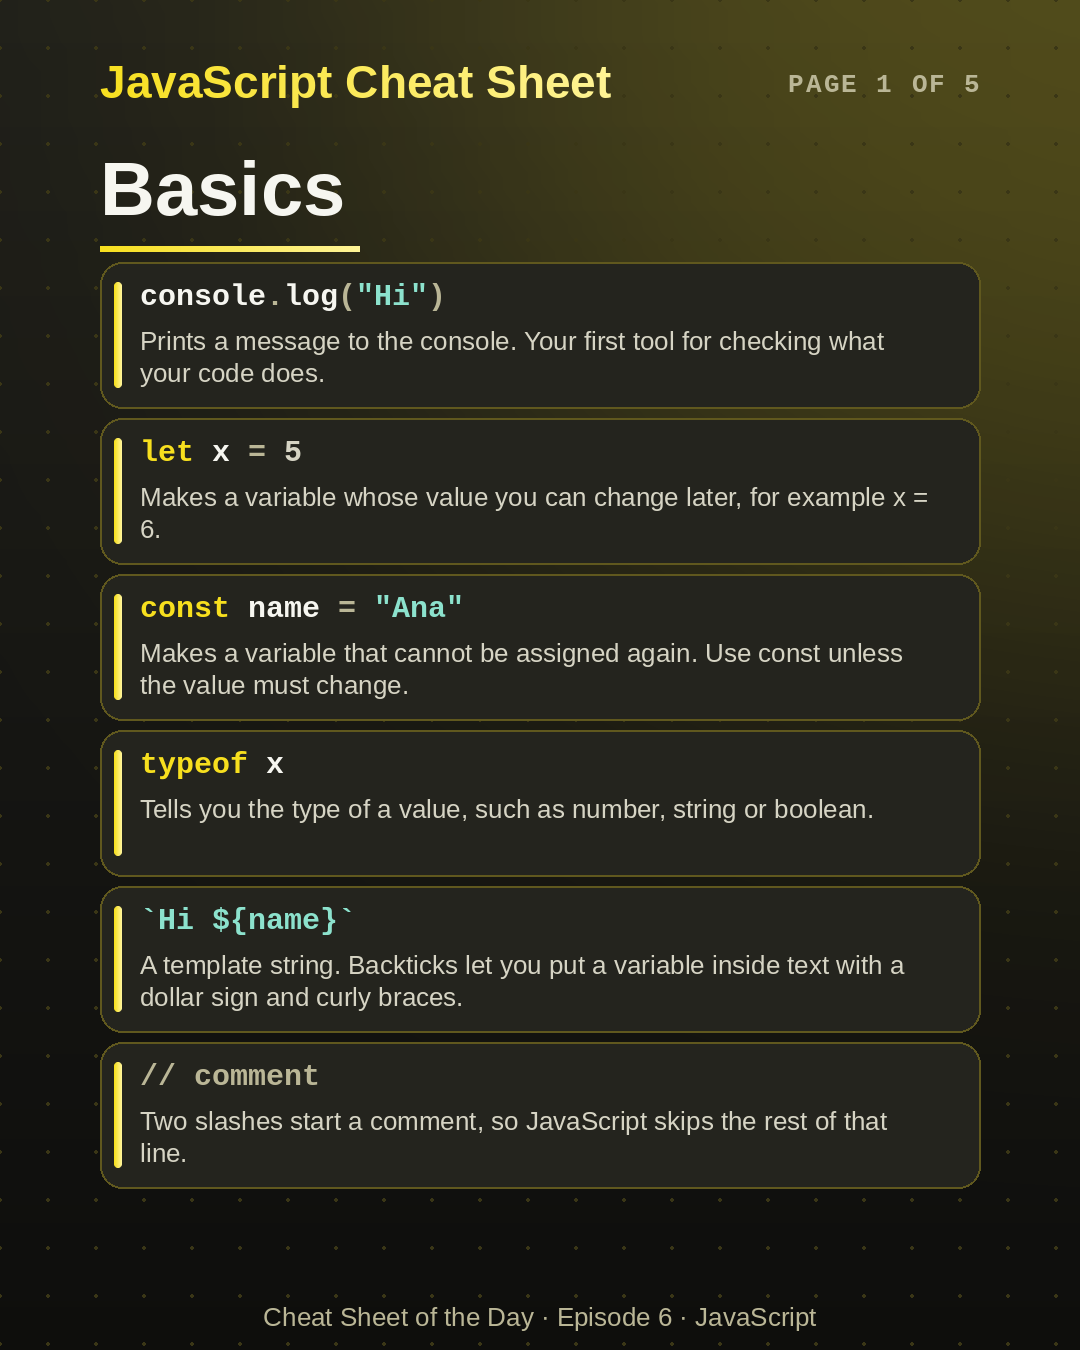 JavaScript Cheat Sheet
PAGE 1 OF 5
Basics
console.log("Hi")
Prints a message to the console. Your first tool for checking what
your code does.
let x = 5
Makes a variable whose value you can change later, for example x =
6.
const name = "Ana"
Makes a variable that cannot be assigned again. Use const unless
the value must change.
typeof x
Tells you the type of a value, such as number, string or boolean.
`Hi ${name}`
A template string. Backticks let you put a variable inside text with a
dollar sign and curly braces.
// comment
Two slashes start a comment, so JavaScript skips the rest of that
line.
Cheat Sheet of the Day · Episode 6 · JavaScript